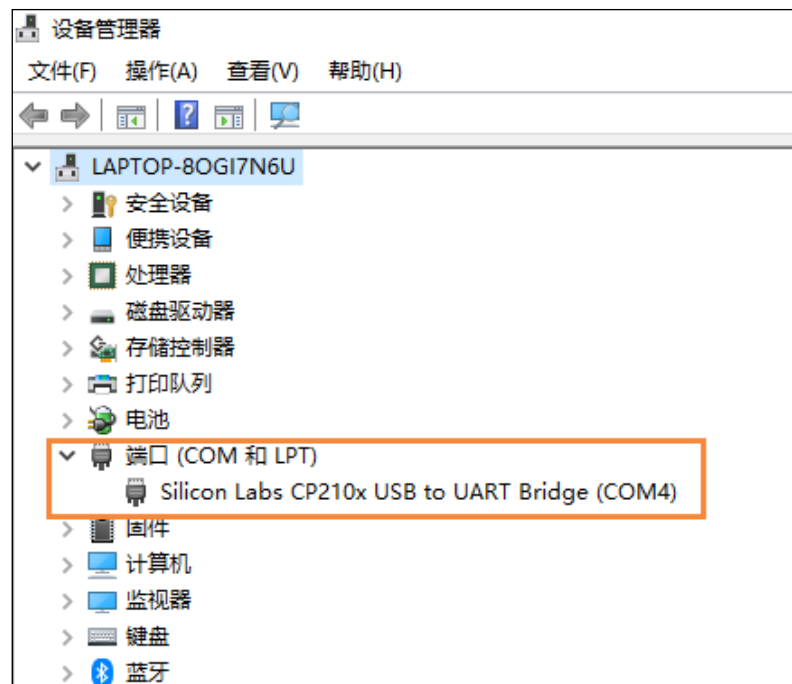 设备管理器
文件(F) 操作(A) 查看(V) 帮助(H)
LAPTOP-8OGI7N6U
安全设备
便携设备
处理器
磁盘驱动器
存储控制器
打印队列
电池
端口 (COM 和 LPT)
Silicon Labs CP210x USB to UART Bridge (COM4)
固件
计算机
监视器
键盘
蓝牙